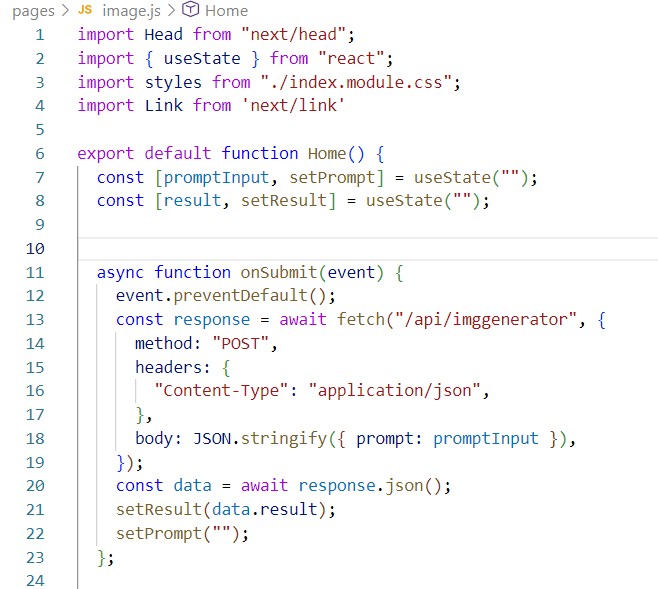 pages > JS image.js > Home
1 import Head from "next/head";
2 import { useState } from "react";
3 import styles from "./index.module.css";
4 import Link from 'next/link'
5
6 export default function Home() {
7   const [promptInput, setPrompt] = useState("");
8   const [result, setResult] = useState("");
9
10
11   async function onSubmit(event) {
12     event.preventDefault();
13     const response = await fetch("/api/imggenerator", {
14       method: "POST",
15       headers: {
16         "Content-Type": "application/json",
17       },
18       body: JSON.stringify({ prompt: promptInput }),
19     });
20     const data = await response.json();
21     setResult(data.result);
22     setPrompt("");
23   };
24